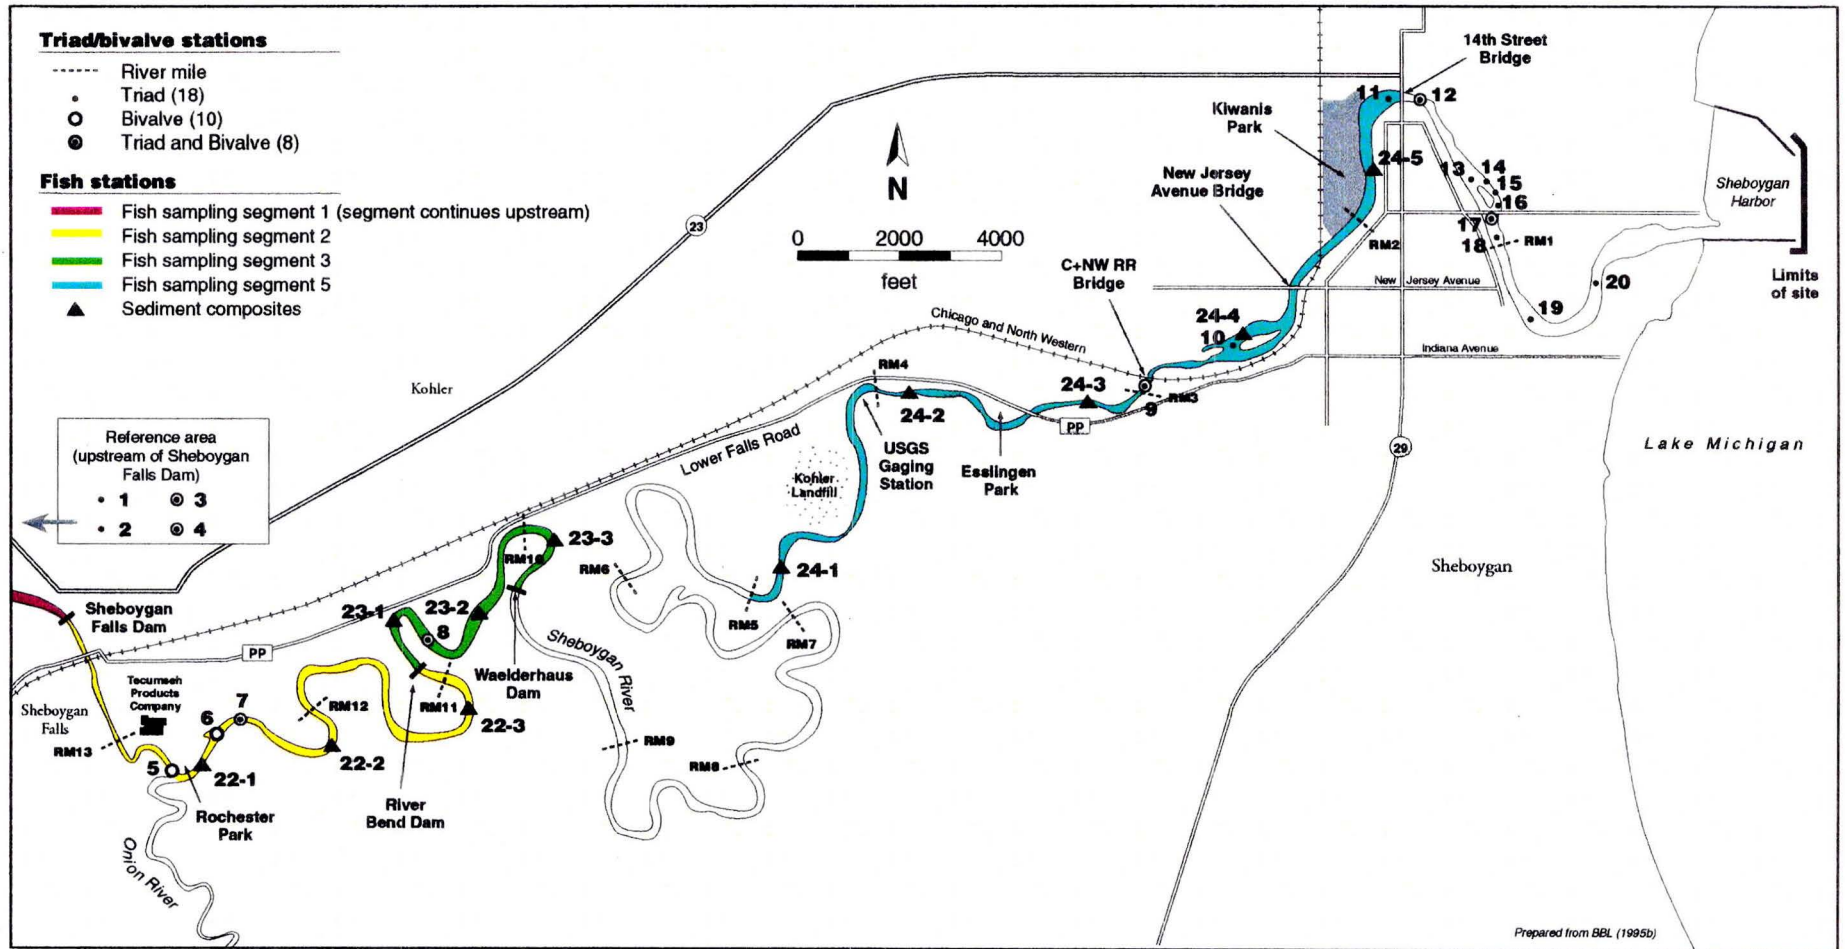 Triad/bivalve stations
River mile
Triad (18)
Bivalve (10)
Triad and Bivalve (8)
Fish stations
Fish sampling segment 1 (segment continues upstream)
Fish sampling segment 2
Fish sampling segment 3
Fish sampling segment 5
Sediment composites
N
0 2000 4000
feet
23
Kohler
Reference area
(upstream of Sheboygan
Falls Dam)
1 3
2 4
14th Street
Bridge
11
12
Kiwanis
Park
24-5
New Jersey
Avenue Bridge
13
14
15
16
17
18
RM1
RM2
Sheboygan
Harbor
Limits
of site
C+NW RR
Bridge
New Jersey Avenue
20
19
24-4
10
Indiana Avenue
Chicago and North Western
RM4
24-3
24-2
RM3
9
PP
29
Lake Michigan
Lower Falls Road
USGS
Gaging
Station
Esslingen
Park
Kohler
Landfill
Sheboygan
23-3
RM10
RM6
24-1
RM5
RM7
Sheboygan
Falls Dam
23-1
23-2
8
PP
Waelderhaus
Dam
Sheboygan River
Tecumseh
Products
Company
Sheboygan
Falls
7
6
RM12
RM11
22-3
RM13
5
22-1
22-2
RM9
RM8
River
Bend Dam
Rochester
Park
Onion River
Prepared from BBL (1995b)